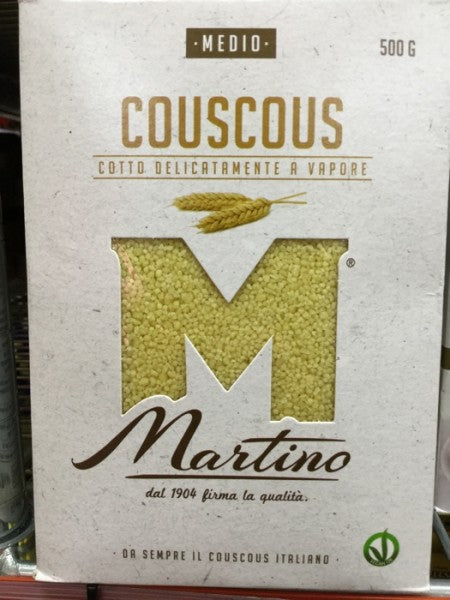 · MEDIO ·
500 G
COUSCOUS
COTTO DELICATAMENTE A VAPORE
M®
Martino
dal 1904 firma la qualità.
· DA SEMPRE IL COUSCOUS ITALIANO ·